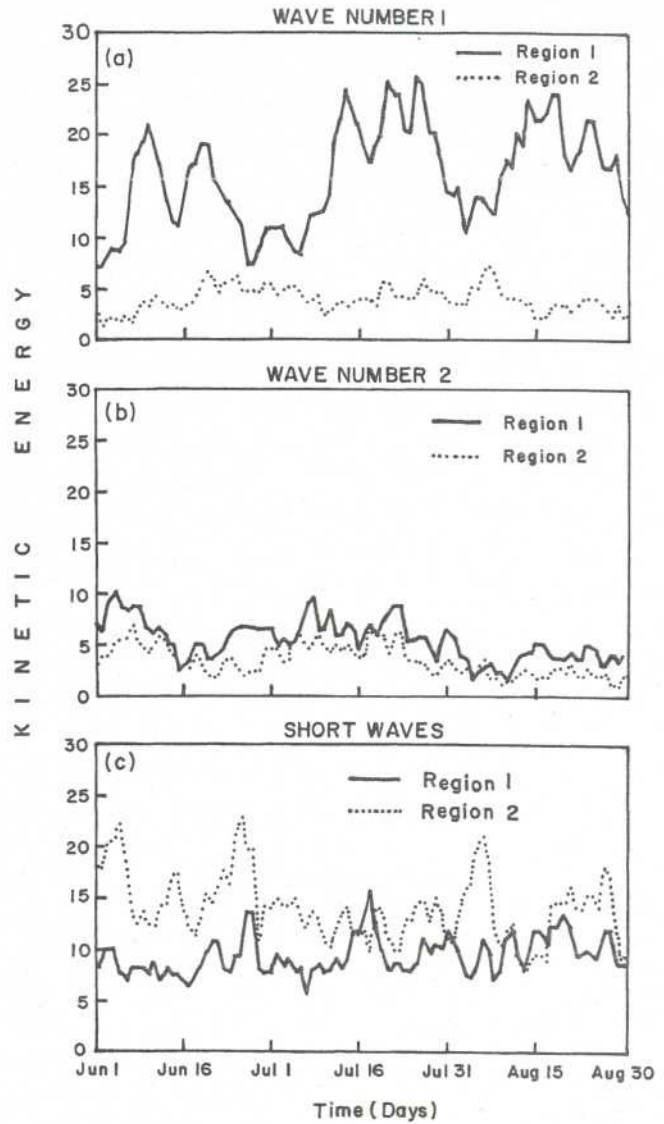 WAVE NUMBER 1
30
25
20
15
10
5
0
(a)
Region 1
Region 2
WAVE NUMBER 2
30
25
20
15
10
5
0
(b)
Region 1
Region 2
SHORT WAVES
30
25
20
15
10
5
0
(c)
Region 1
Region 2
KINETIC ENERGY
Jun 1 Jun 16 Jul 1 Jul 16 Jul 31 Aug 15 Aug 30
Time (Days)